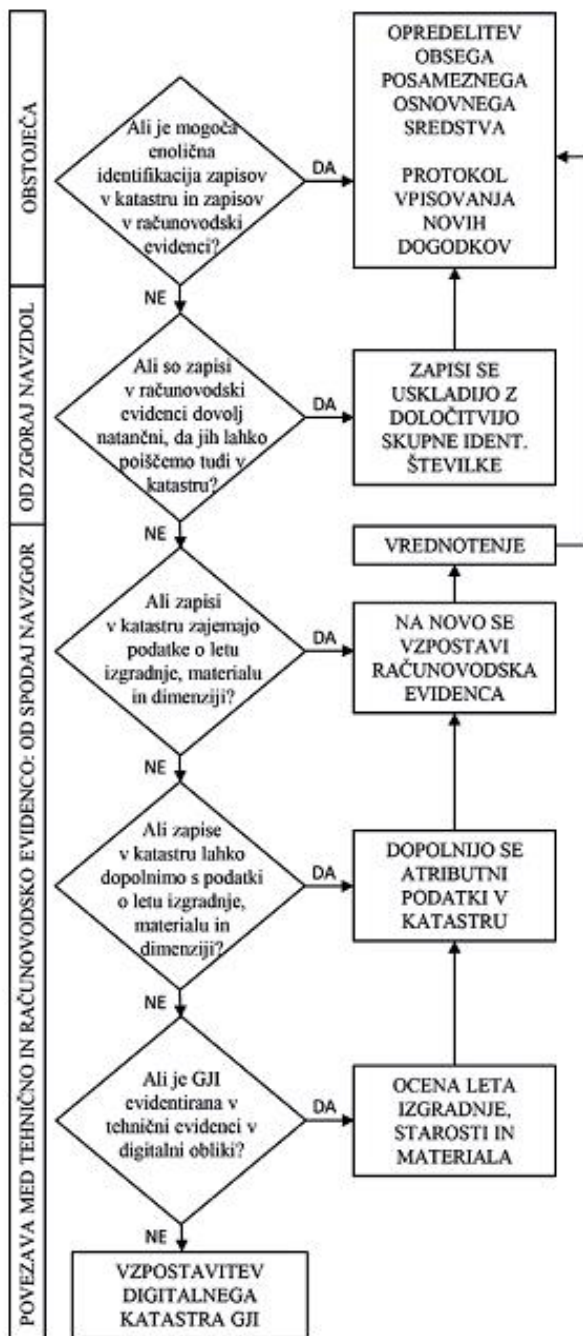 OBSTOJEČA
Ali je mogoča
enolična
identifikacija zapisov
v katastru in zapisov
v računovodski
evidenci?
DA
OPREDELITEV
OBSEGA
POSAMEZNEGA
OSNOVNEGA
SREDSTVA
PROTOKOL
VPISOVANJA
NOVIH
DOGODKOV
NE
OD ZGORAJ NAVZDOL
Ali so zapisi
v računovodski
evidenci dovolj
natančni, da jih lahko
poiščemo tudi v
katastru?
DA
ZAPISI SE
USKLADIJO Z
DOLOČITVIJO
SKUPNE IDENT.
ŠTEVILKE
NE
POVEZAVA MED TEHNIČNO IN RAČUNOVODSKO EVIDENCO: OD SPODAJ NAVZGOR
VREDNOTENJE
Ali zapisi
v katastru zajemajo
podatke o letu
izgradnje, materialu
in dimenziji?
DA
NA NOVO SE
VZPOSTAVI
RAČUNOVODSKA
EVIDENCA
NE
Ali zapise
v katastru lahko
dopolnimo s podatki
o letu izgradnje,
materialu in
dimenziji?
DA
DOPOLNIJO SE
ATRIBUTNI
PODATKI V
KATASTRU
NE
Ali je GJI
evidentirana v
tehnični evidenci v
digitalni obliki?
DA
OCENA LETA
IZGRADNJE,
STAROSTI IN
MATERIALA
NE
VZPOSTAVITEV
DIGITALNEGA
KATASTRA GJI